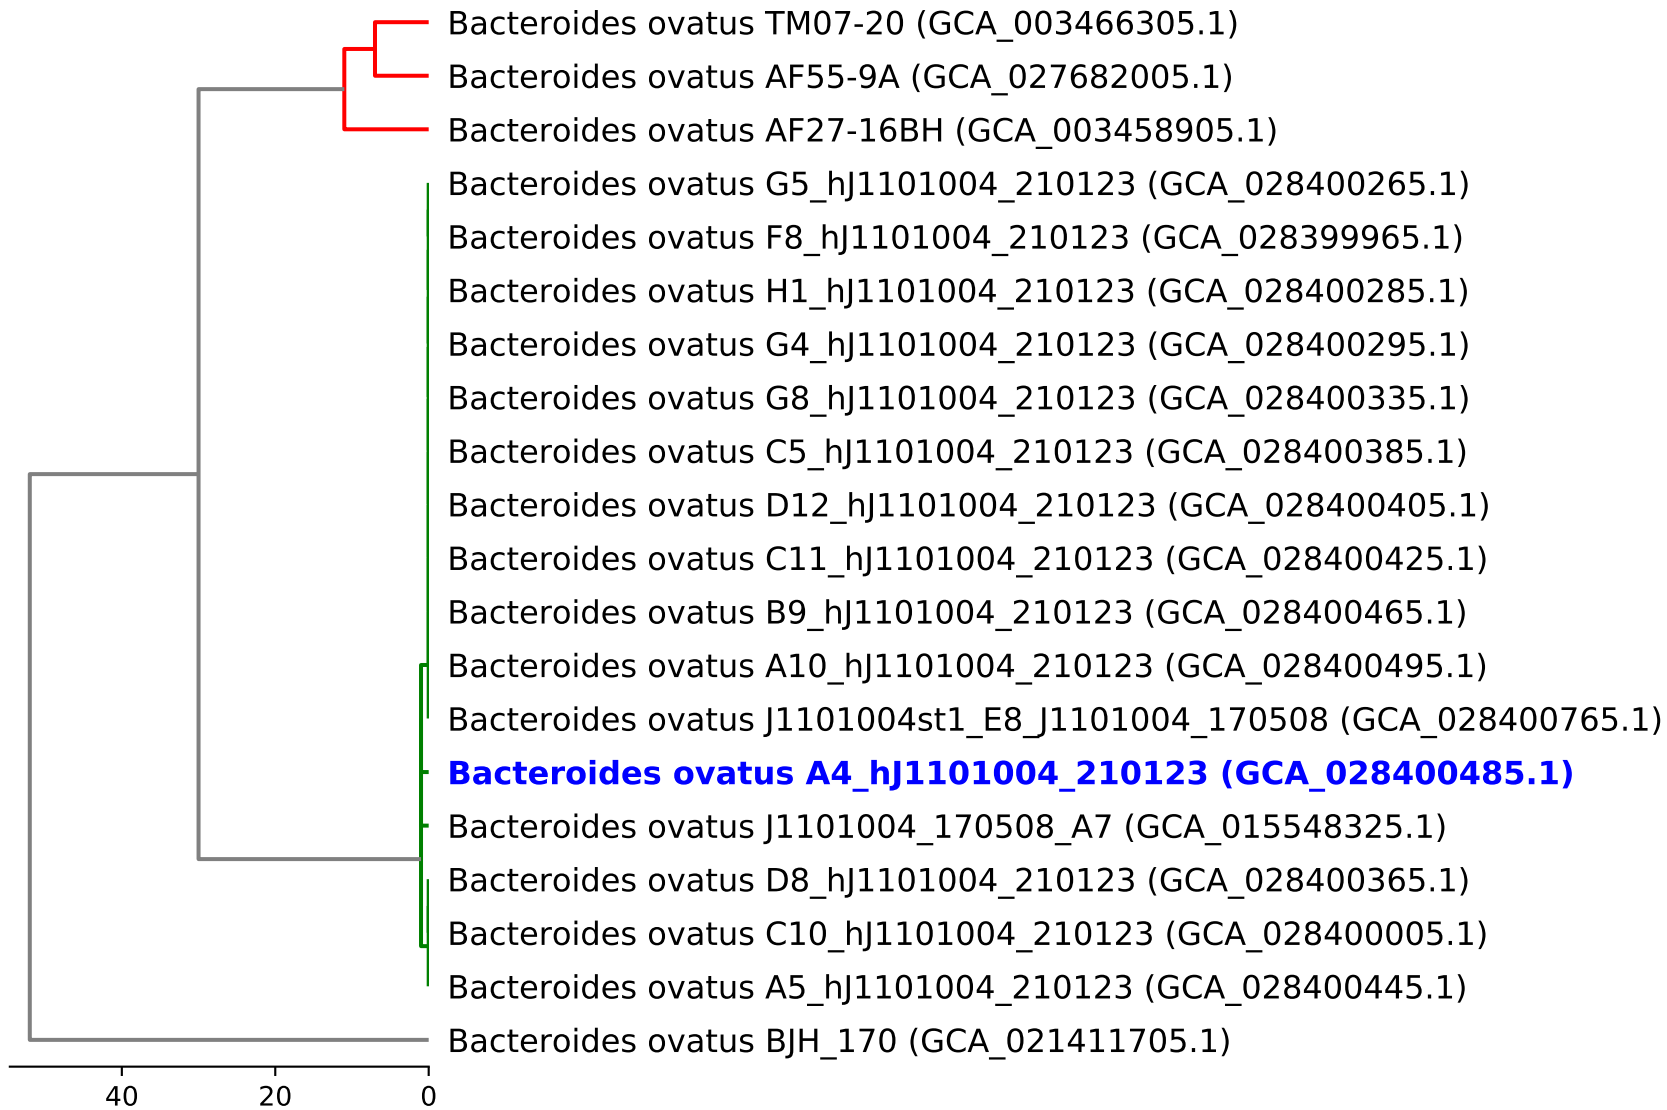 Bacteroides ovatus TM07-20 (GCA_003466305.1)
Bacteroides ovatus AF55-9A (GCA_027682005.1)
Bacteroides ovatus AF27-16BH (GCA_003458905.1)
Bacteroides ovatus G5_hJ1101004_210123 (GCA_028400265.1)
Bacteroides ovatus F8_hJ1101004_210123 (GCA_028399965.1)
Bacteroides ovatus H1_hJ1101004_210123 (GCA_028400285.1)
Bacteroides ovatus G4_hJ1101004_210123 (GCA_028400295.1)
Bacteroides ovatus G8_hJ1101004_210123 (GCA_028400335.1)
Bacteroides ovatus C5_hJ1101004_210123 (GCA_028400385.1)
Bacteroides ovatus D12_hJ1101004_210123 (GCA_028400405.1)
Bacteroides ovatus C11_hJ1101004_210123 (GCA_028400425.1)
Bacteroides ovatus B9_hJ1101004_210123 (GCA_028400465.1)
Bacteroides ovatus A10_hJ1101004_210123 (GCA_028400495.1)
Bacteroides ovatus J1101004st1_E8_J1101004_170508 (GCA_028400765.1)
Bacteroides ovatus A4_hJ1101004_210123 (GCA_028400485.1)
Bacteroides ovatus J1101004_170508_A7 (GCA_015548325.1)
Bacteroides ovatus D8_hJ1101004_210123 (GCA_028400365.1)
Bacteroides ovatus C10_hJ1101004_210123 (GCA_028400005.1)
Bacteroides ovatus A5_hJ1101004_210123 (GCA_028400445.1)
Bacteroides ovatus BJH_170 (GCA_021411705.1)
40 20 0